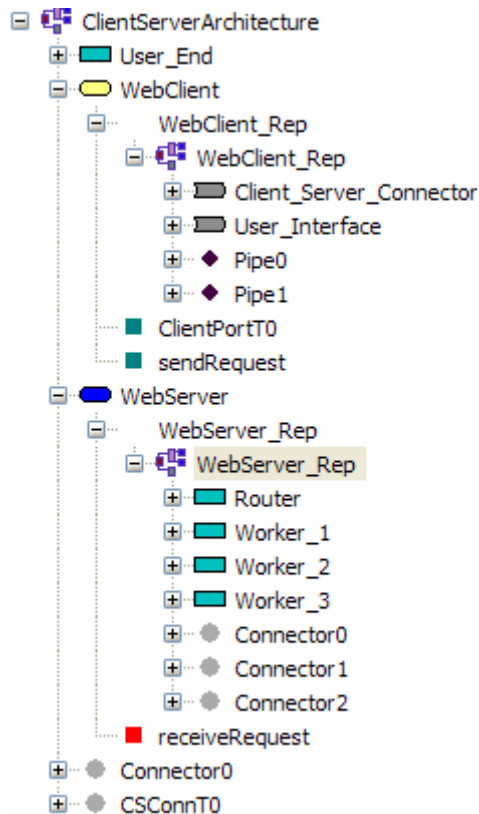 ClientServerArchitecture
User_End
WebClient
WebClient_Rep
WebClient_Rep
Client_Server_Connector
User_Interface
Pipe0
Pipe1
ClientPortT0
sendRequest
WebServer
WebServer_Rep
WebServer_Rep
Router
Worker_1
Worker_2
Worker_3
Connector0
Connector1
Connector2
receiveRequest
Connector0
CSConnT0